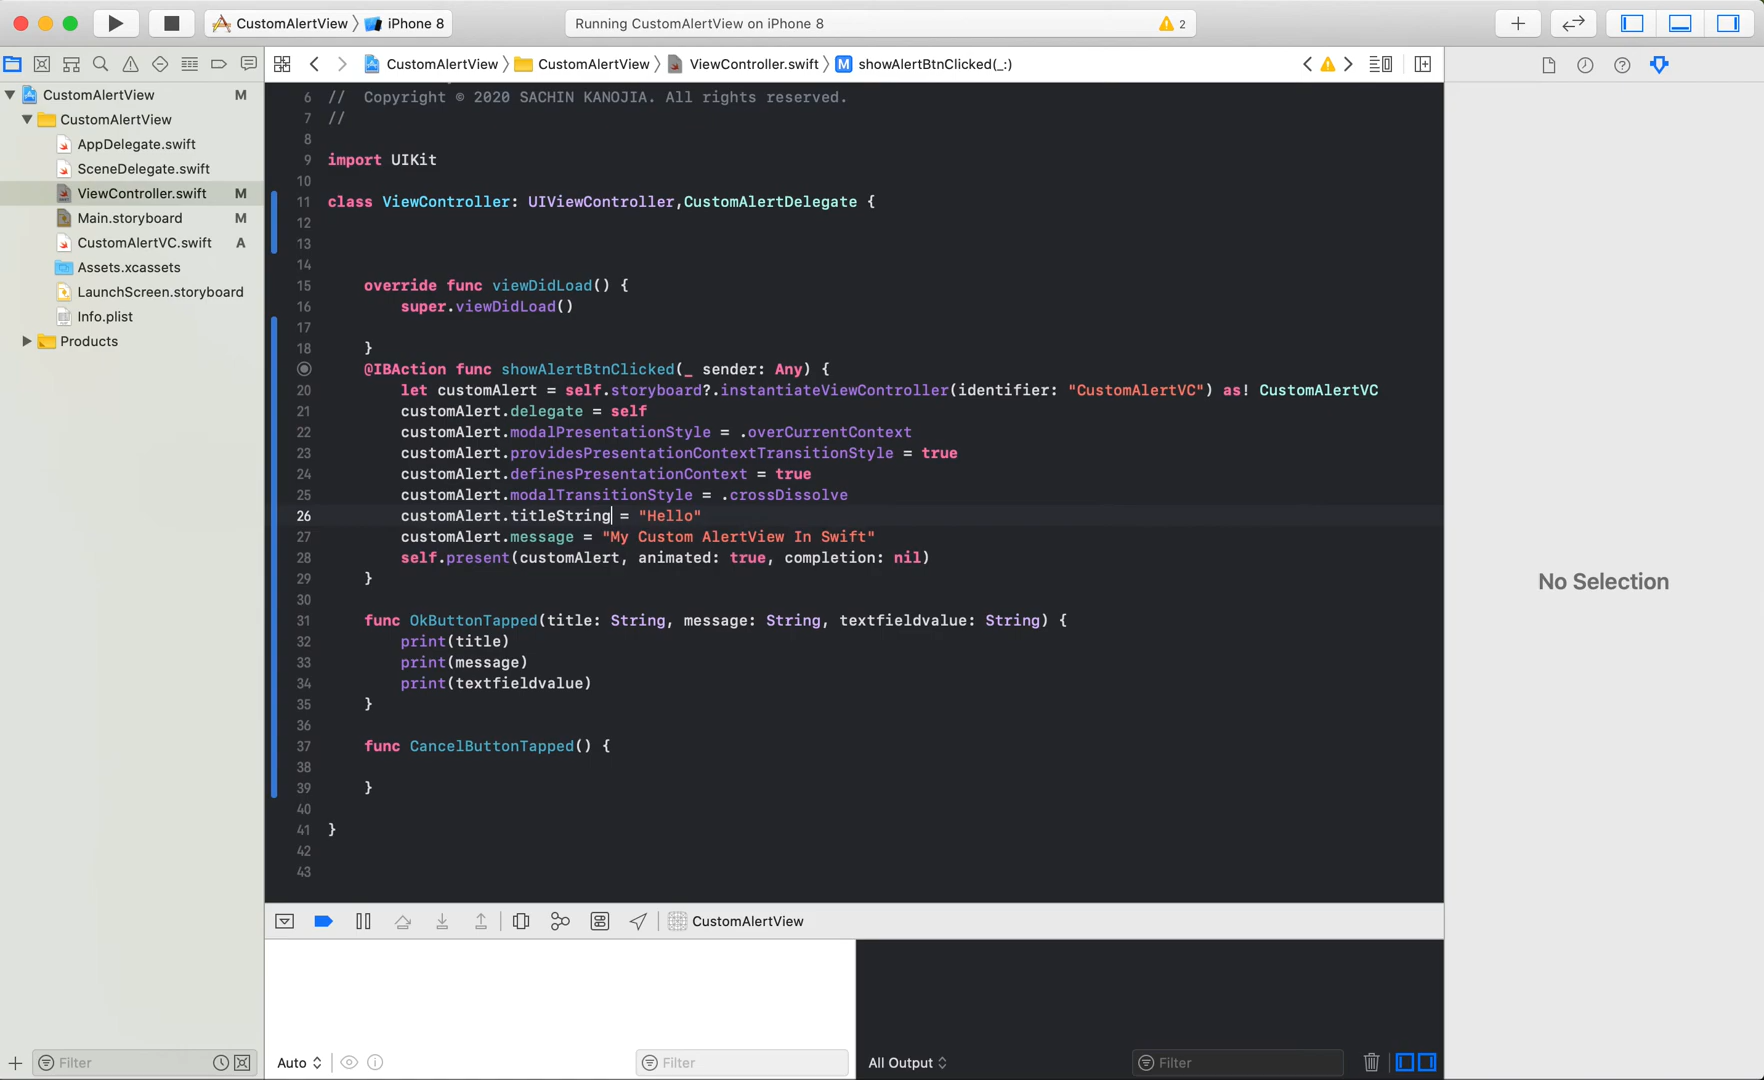 CustomAlertView
iPhone 8
Running CustomAlertView on iPhone 8
2
CustomAlertView
CustomAlertView
ViewController.swift
M
showAlertBtnClicked(_:)
CustomAlertView
M
CustomAlertView
AppDelegate.swift
SceneDelegate.swift
ViewController.swift
M
Main.storyboard
M
CustomAlertVC.swift
A
Assets.xcassets
LaunchScreen.storyboard
Info.plist
Products
6 //  Copyright © 2020 SACHIN KANOJIA. All rights reserved.
7 //
8
9 import UIKit
10
11 class ViewController: UIViewController,CustomAlertDelegate {
12
13
14
15     override func viewDidLoad() {
16         super.viewDidLoad()
17
18     }
@IBAction func showAlertBtnClicked(_ sender: Any) {
20         let customAlert = self.storyboard?.instantiateViewController(identifier: "CustomAlertVC") as! CustomAlertVC
21         customAlert.delegate = self
22         customAlert.modalPresentationStyle = .overCurrentContext
23         customAlert.providesPresentationContextTransitionStyle = true
24         customAlert.definesPresentationContext = true
25         customAlert.modalTransitionStyle = .crossDissolve
26         customAlert.titleString = "Hello"
27         customAlert.message = "My Custom AlertView In Swift"
28         self.present(customAlert, animated: true, completion: nil)
29     }
30
31     func OkButtonTapped(title: String, message: String, textfieldvalue: String) {
32         print(title)
33         print(message)
34         print(textfieldvalue)
35     }
36
37     func CancelButtonTapped() {
38
39     }
40
41 }
42
43
No Selection
CustomAlertView
Filter
Auto
Filter
All Output
Filter